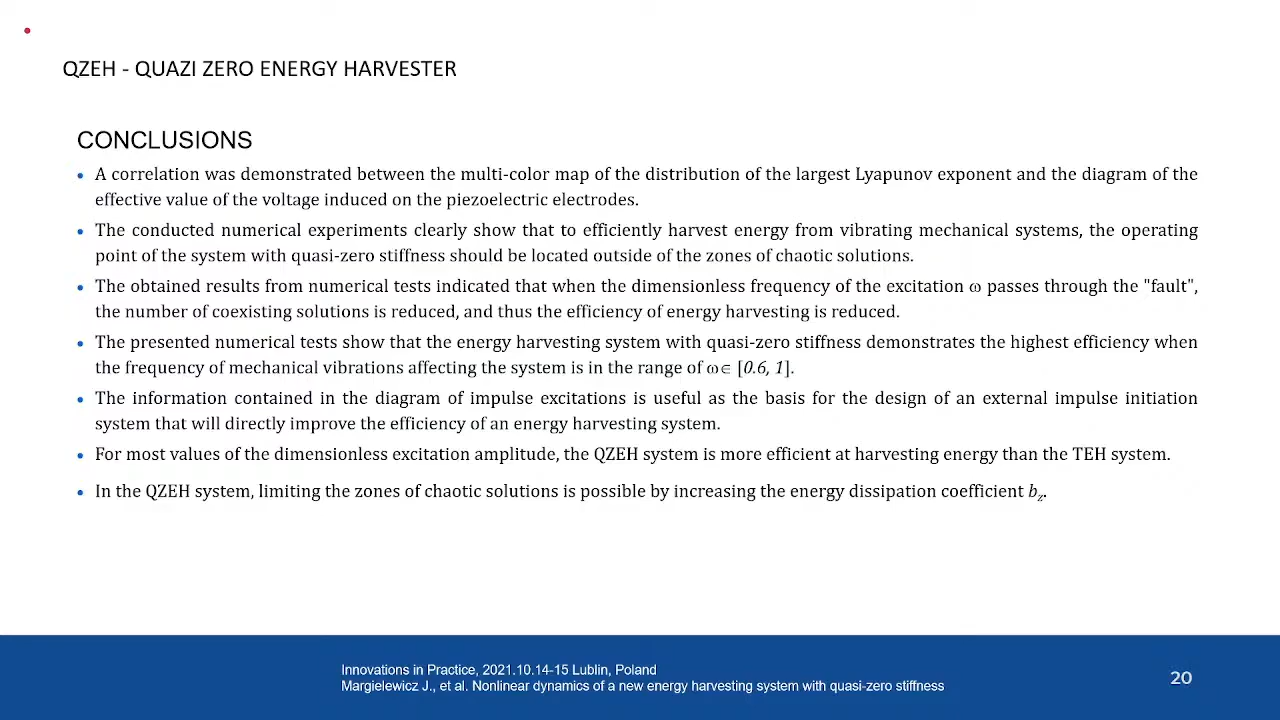 QZEH - QUAZI ZERO ENERGY HARVESTER
CONCLUSIONS
• A correlation was demonstrated between the multi-color map of the distribution of the largest Lyapunov exponent and the diagram of the
effective value of the voltage induced on the piezoelectric electrodes.
• The conducted numerical experiments clearly show that to efficiently harvest energy from vibrating mechanical systems, the operating
point of the system with quasi-zero stiffness should be located outside of the zones of chaotic solutions.
• The obtained results from numerical tests indicated that when the dimensionless frequency of the excitation ω passes through the "fault",
the number of coexisting solutions is reduced, and thus the efficiency of energy harvesting is reduced.
• The presented numerical tests show that the energy harvesting system with quasi-zero stiffness demonstrates the highest efficiency when
the frequency of mechanical vibrations affecting the system is in the range of ω∈ [0.6, 1].
• The information contained in the diagram of impulse excitations is useful as the basis for the design of an external impulse initiation
system that will directly improve the efficiency of an energy harvesting system.
• For most values of the dimensionless excitation amplitude, the QZEH system is more efficient at harvesting energy than the TEH system.
• In the QZEH system, limiting the zones of chaotic solutions is possible by increasing the energy dissipation coefficient bz.
Innovations in Practice, 2021.10.14-15 Lublin, Poland
Margielewicz J., et al. Nonlinear dynamics of a new energy harvesting system with quasi-zero stiffness
20